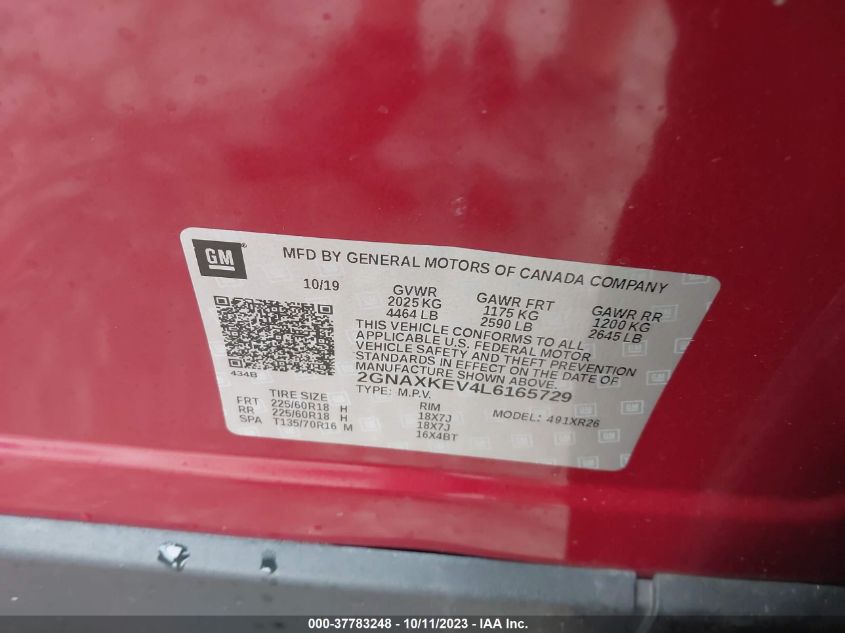 GM
MFD BY GENERAL MOTORS OF CANADA COMPANY
10/19
GVWR
2025 KG
4464 LB
GAWR FRT
1175 KG
2590 LB
GAWR RR
1200 KG
2645 LB
THIS VEHICLE CONFORMS TO ALL
APPLICABLE U.S. FEDERAL MOTOR
VEHICLE SAFETY AND THEFT PREVENTION
STANDARDS IN EFFECT ON THE DATE OF
MANUFACTURE SHOWN ABOVE.
434B
2GNAXKEV4L6165729
TYPE: M.P.V.
MODEL: 491XR26
TIRE SIZE
RIM
FRT 225/60R18 H 18X7J
RR 225/60R18 H 18X7J
SPA T135/70R16 M 16X4BT
000-37783248 - 10/11/2023 - IAA Inc.